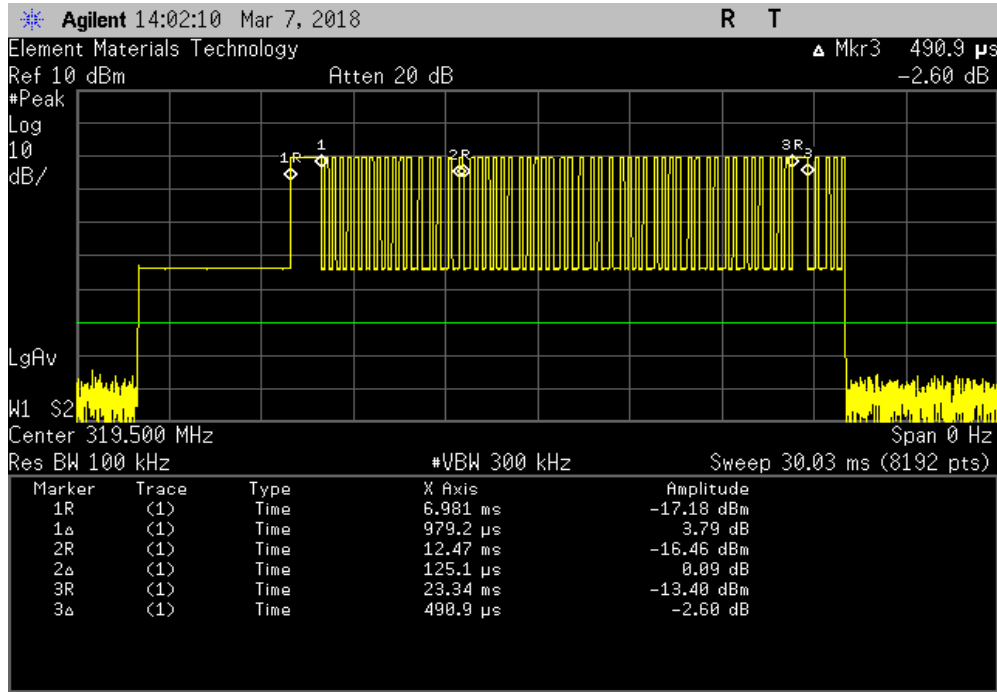 Agilent 14:02:10 Mar 7, 2018 R T
Element Materials Technology Δ Mkr3 490.9 µs
Ref 10 dBm Atten 20 dB −2.60 dB
#Peak
Log
10
dB/
1R 1 2R 3R 3
LgAv
W1 S2
Center 319.500 MHz Span 0 Hz
Res BW 100 kHz #VBW 300 kHz Sweep 30.03 ms (8192 pts)
Marker Trace Type X Axis Amplitude
1R (1) Time 6.981 ms −17.18 dBm
1Δ (1) Time 979.2 µs 3.79 dB
2R (1) Time 12.47 ms −16.46 dBm
2Δ (1) Time 125.1 µs 0.09 dB
3R (1) Time 23.34 ms −13.40 dBm
3Δ (1) Time 490.9 µs −2.60 dB